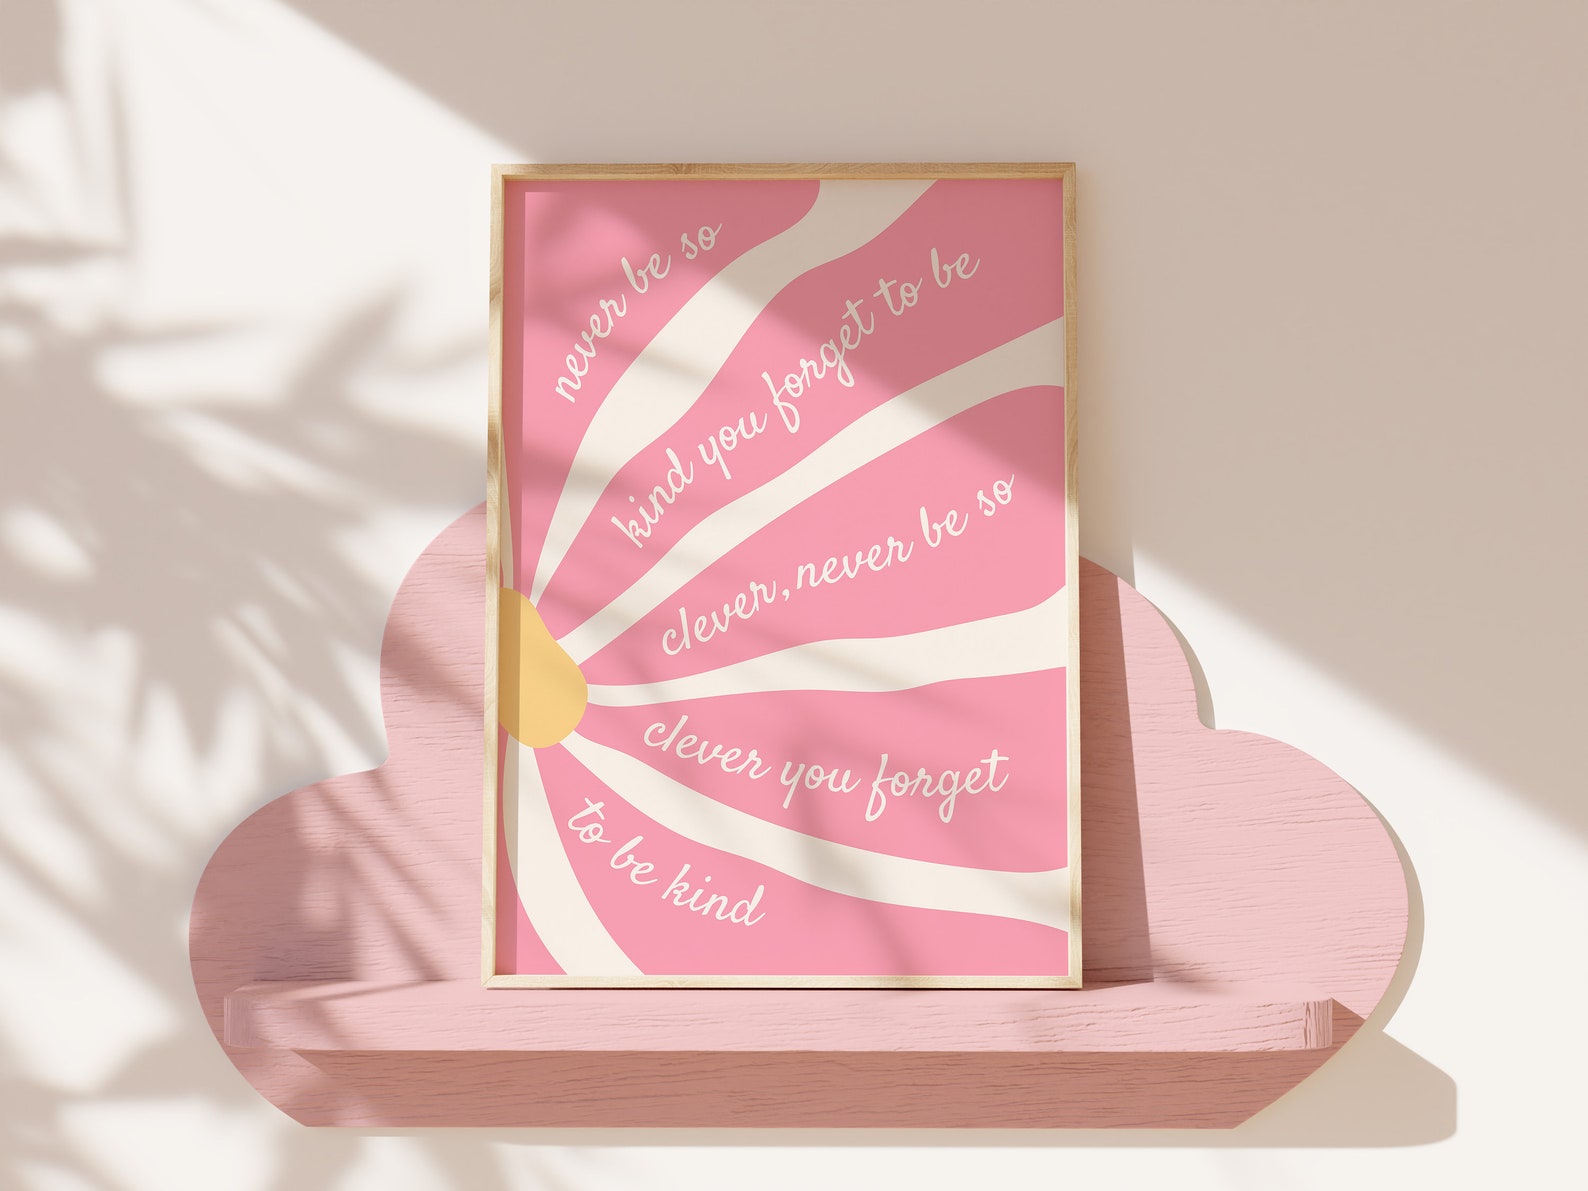 never be so
kind you forget to be
clever, never be so
clever you forget
to be kind